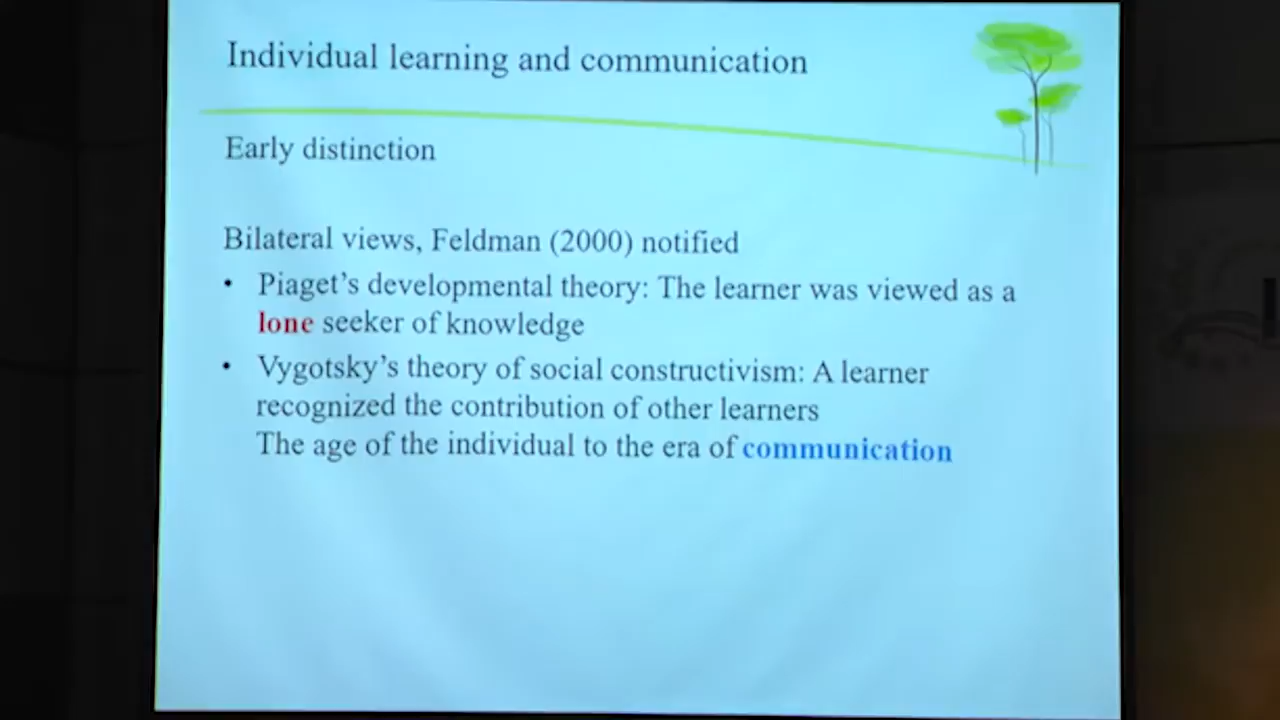 Individual learning and communication
Early distinction
Bilateral views, Feldman (2000) notified
• Piaget’s developmental theory: The learner was viewed as a
lone seeker of knowledge
• Vygotsky’s theory of social constructivism: A learner
recognized the contribution of other learners
The age of the individual to the era of communication